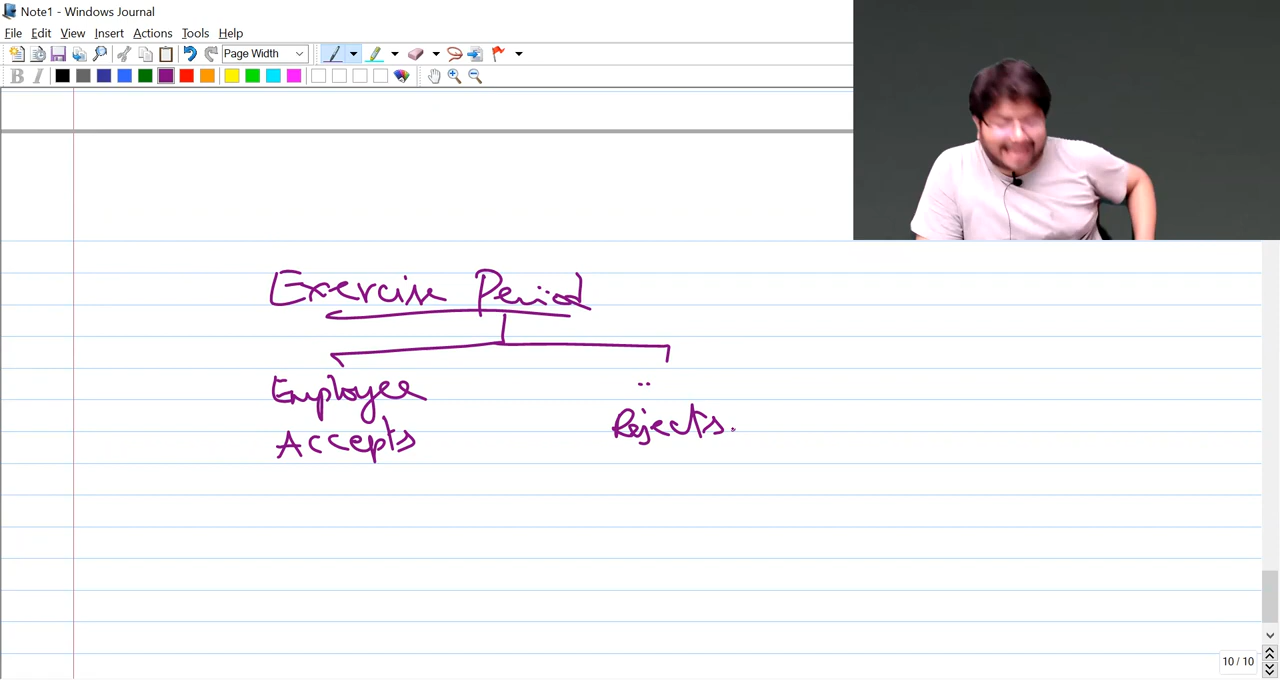 Note1 - Windows Journal
File Edit View Insert Actions Tools Help
Page Width
B I
Exercise Period
Employee "
Accepts Rejects.
10 / 10